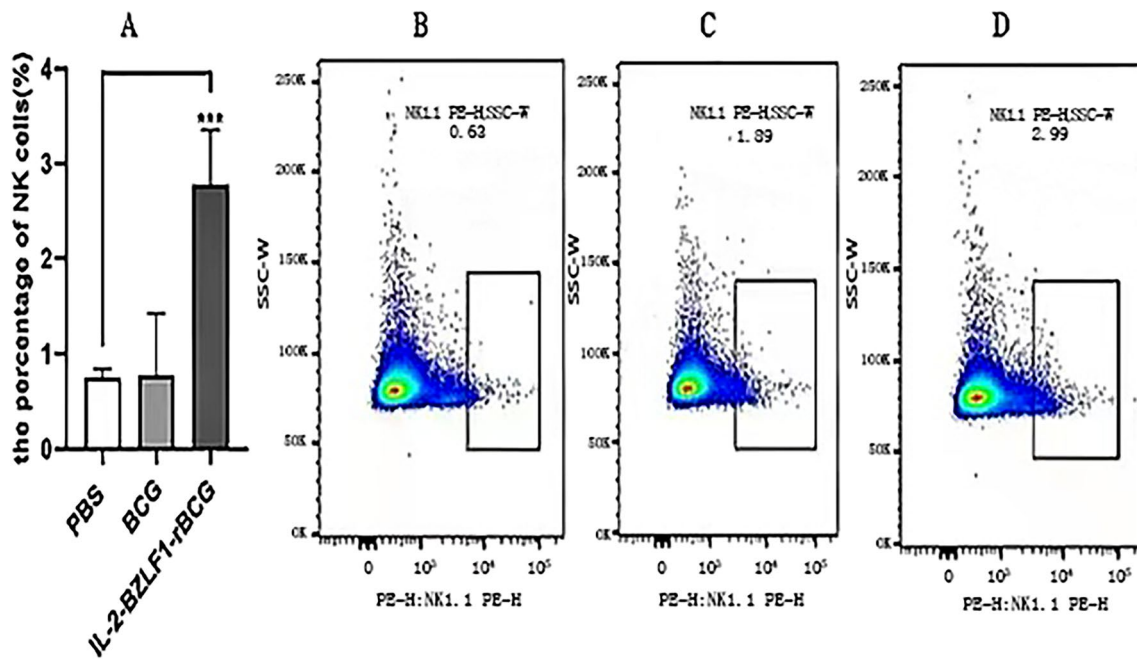 A
B
C
D
tho porcentago of NK colls(%)
4
3
2
1
0
***
PBS
BCG
IL-2-BZLF1-rBCG
SSC-W
250K
200K
150K
100K
50K
0K
NK1.1 PE-H,SSC-W
0.63
0
10³
10⁴
10⁵
PE-H:NK1.1 PE-H
SSC-W
250K
200K
150K
100K
50K
0K
NK1.1 PE-H,SSC-W
1.89
0
10³
10⁴
10⁵
PE-H:NK1.1 PE-H
SSC-W
250K
200K
150K
100K
50K
0K
NK1.1 PE-H,SSC-W
2.99
0
10³
10⁴
10⁵
PE-H:NK1.1 PE-H